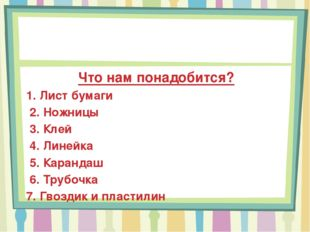 Что нам понадобится?
1. Лист бумаги
2. Ножницы
3. Клей
4. Линейка
5. Карандаш
6. Трубочка
7. Гвоздик и пластилин